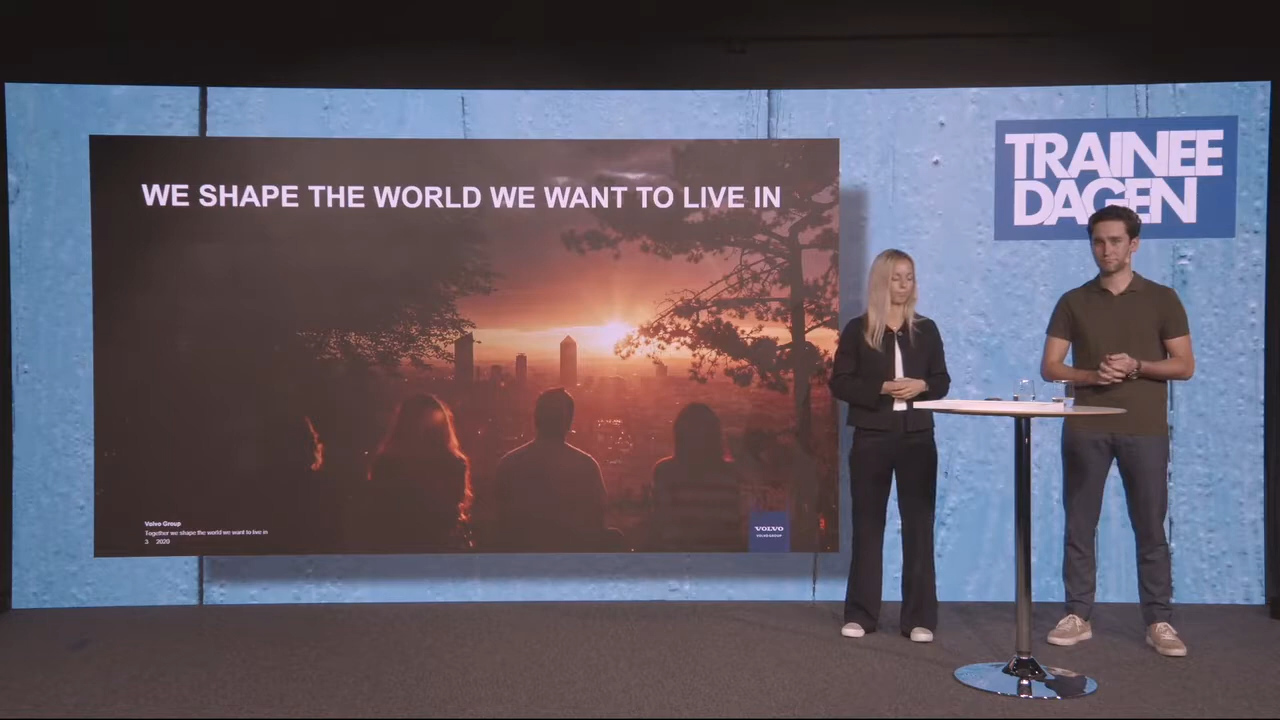 WE SHAPE THE WORLD WE WANT TO LIVE IN
TRAINEE
DAGEN
Volvo Group
Together we shape the world we want to live in
3 2020
VOLVO
VOLVO GROUP